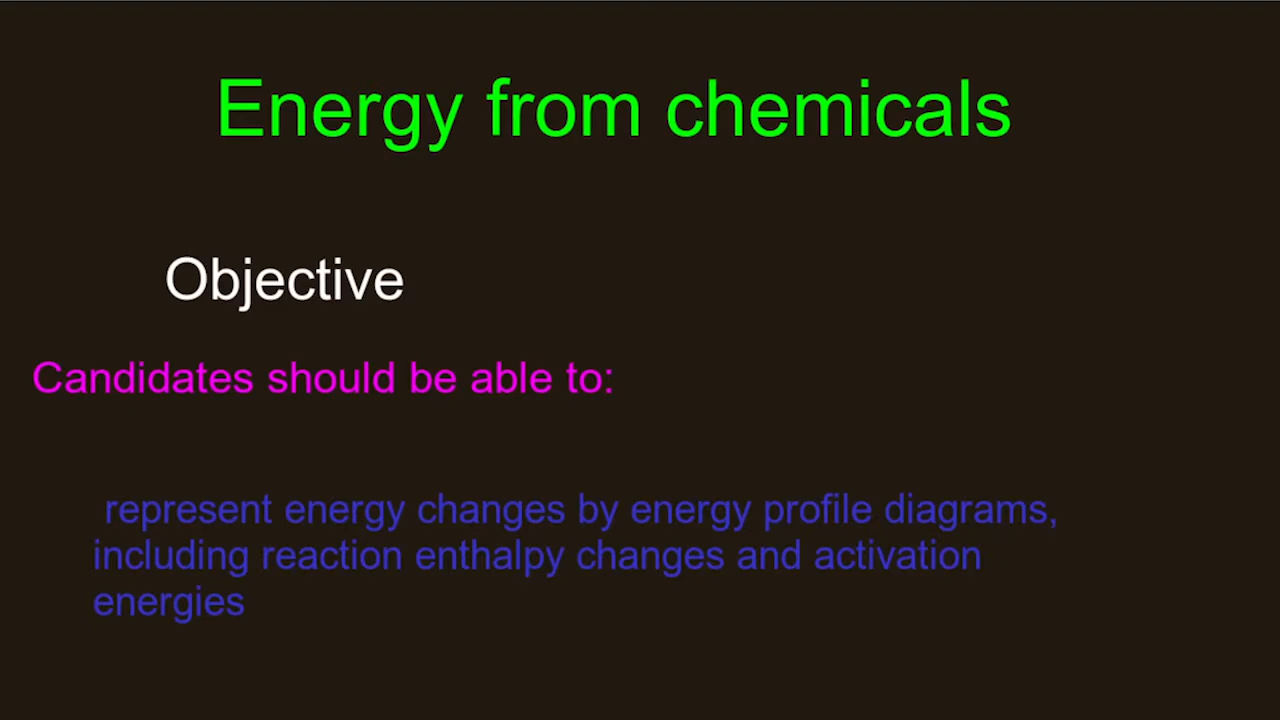 Energy from chemicals
Objective
Candidates should be able to:
represent energy changes by energy profile diagrams,
including reaction enthalpy changes and activation
energies